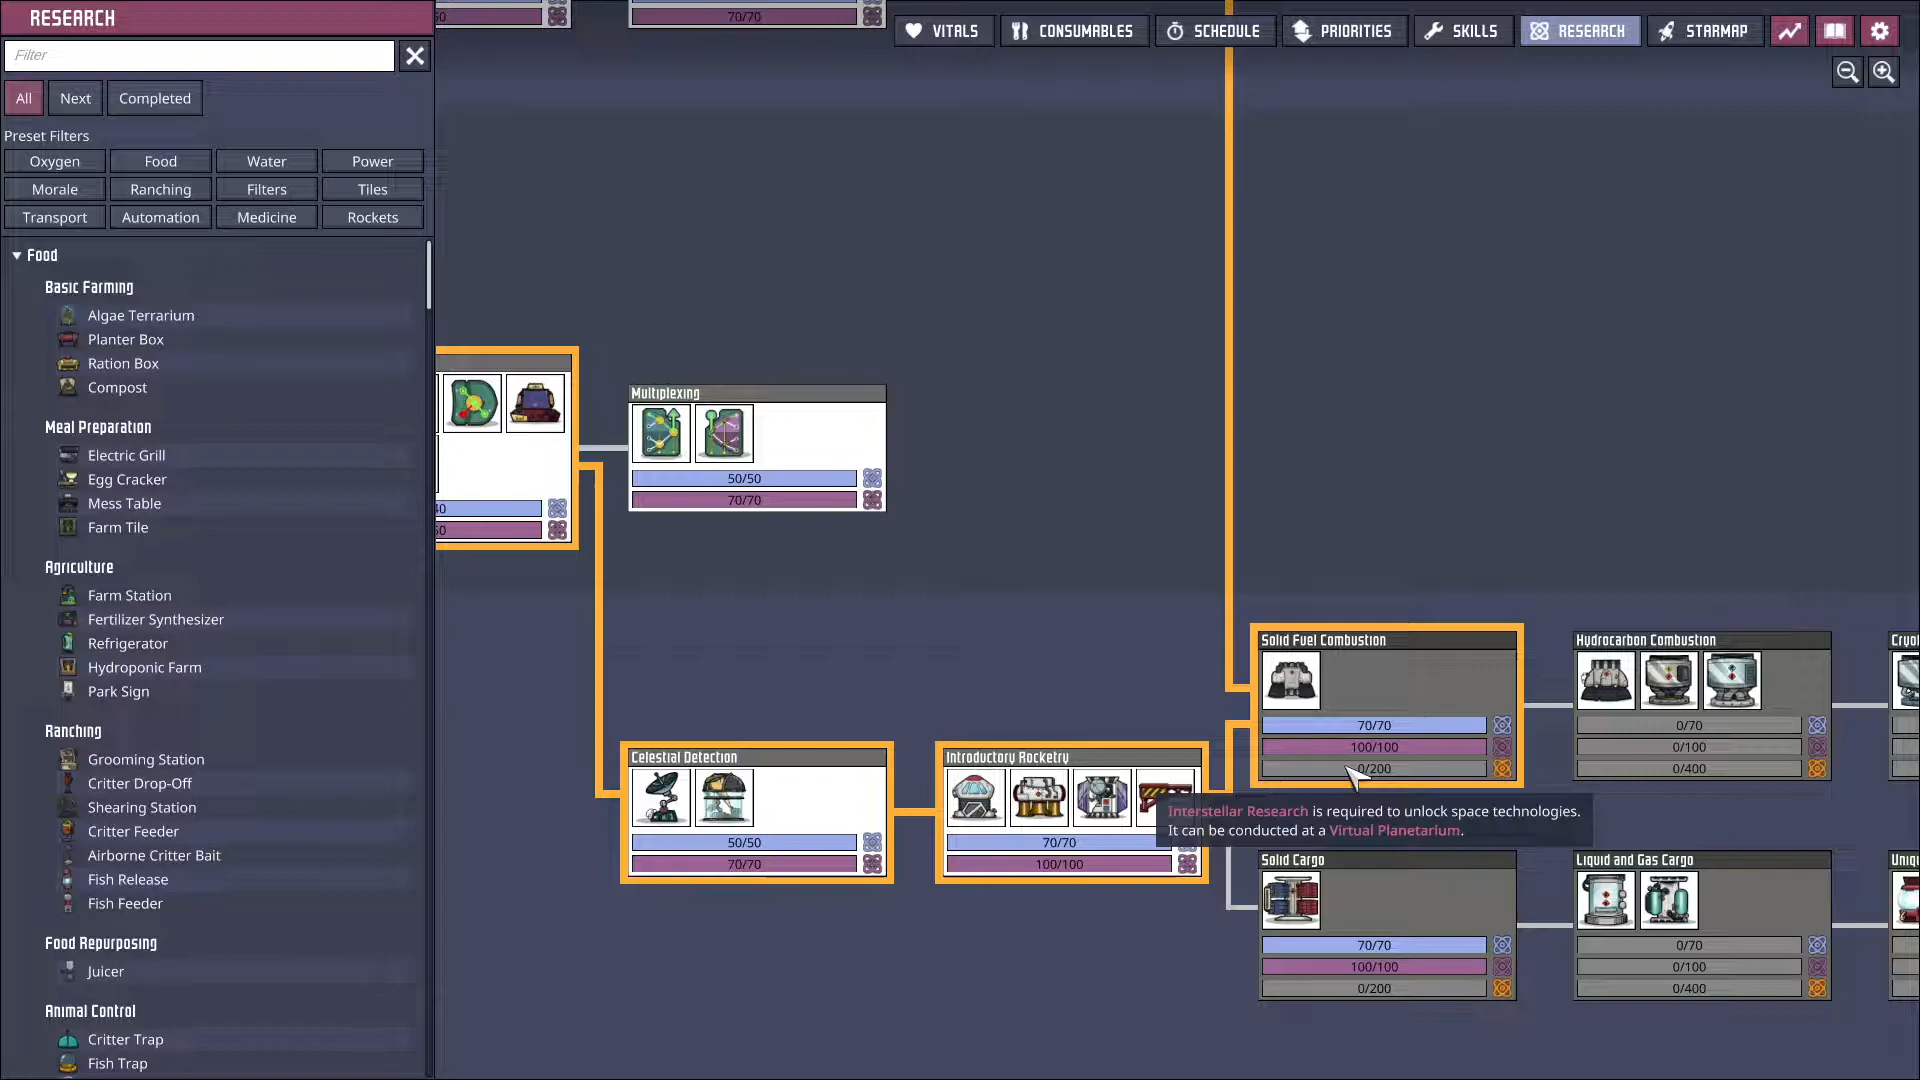 RESEARCH
Filter
All
Next
Completed
Preset Filters
Oxygen
Food
Water
Power
Morale
Ranching
Filters
Tiles
Transport
Automation
Medicine
Rockets
Food
Basic Farming
Algae Terrarium
Planter Box
Ration Box
Compost
Meal Preparation
Electric Grill
Egg Cracker
Mess Table
Farm Tile
Agriculture
Farm Station
Fertilizer Synthesizer
Refrigerator
Hydroponic Farm
Park Sign
Ranching
Grooming Station
Critter Drop-Off
Shearing Station
Critter Feeder
Airborne Critter Bait
Fish Release
Fish Feeder
Food Repurposing
Juicer
Animal Control
Critter Trap
Fish Trap
70/70
VITALS
CONSUMABLES
SCHEDULE
PRIORITIES
SKILLS
RESEARCH
STARMAP
Multiplexing
50/50
70/70
Celestial Detection
50/50
70/70
Introductory Rocketry
70/70
100/100
Solid Fuel Combustion
70/70
100/100
0/200
Hydrocarbon Combustion
0/70
0/100
0/400
Interstellar Research is required to unlock space technologies.
It can be conducted at a Virtual Planetarium.
Solid Cargo
70/70
100/100
0/200
Liquid and Gas Cargo
0/70
0/100
0/400